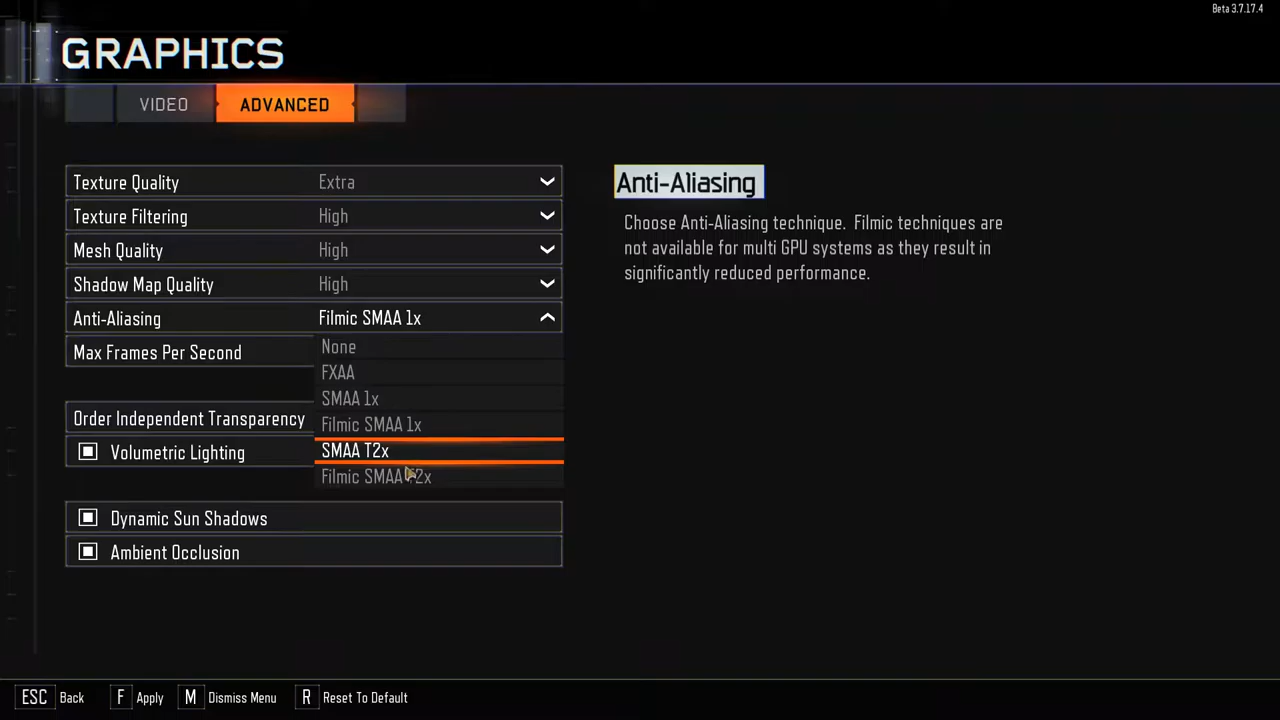 Beta 3.7.17.4
GRAPHICS
VIDEO
ADVANCED
Texture Quality Extra
Texture Filtering High
Mesh Quality High
Shadow Map Quality High
Anti-Aliasing Filmic SMAA 1x
Max Frames Per Second
None
FXAA
SMAA 1x
Filmic SMAA 1x
SMAA T2x
Filmic SMAA T2x
Order Independent Transparency
Volumetric Lighting
Dynamic Sun Shadows
Ambient Occlusion
Anti-Aliasing
Choose Anti-Aliasing technique. Filmic techniques are
not available for multi GPU systems as they result in
significantly reduced performance.
ESC Back F Apply M Dismiss Menu R Reset To Default